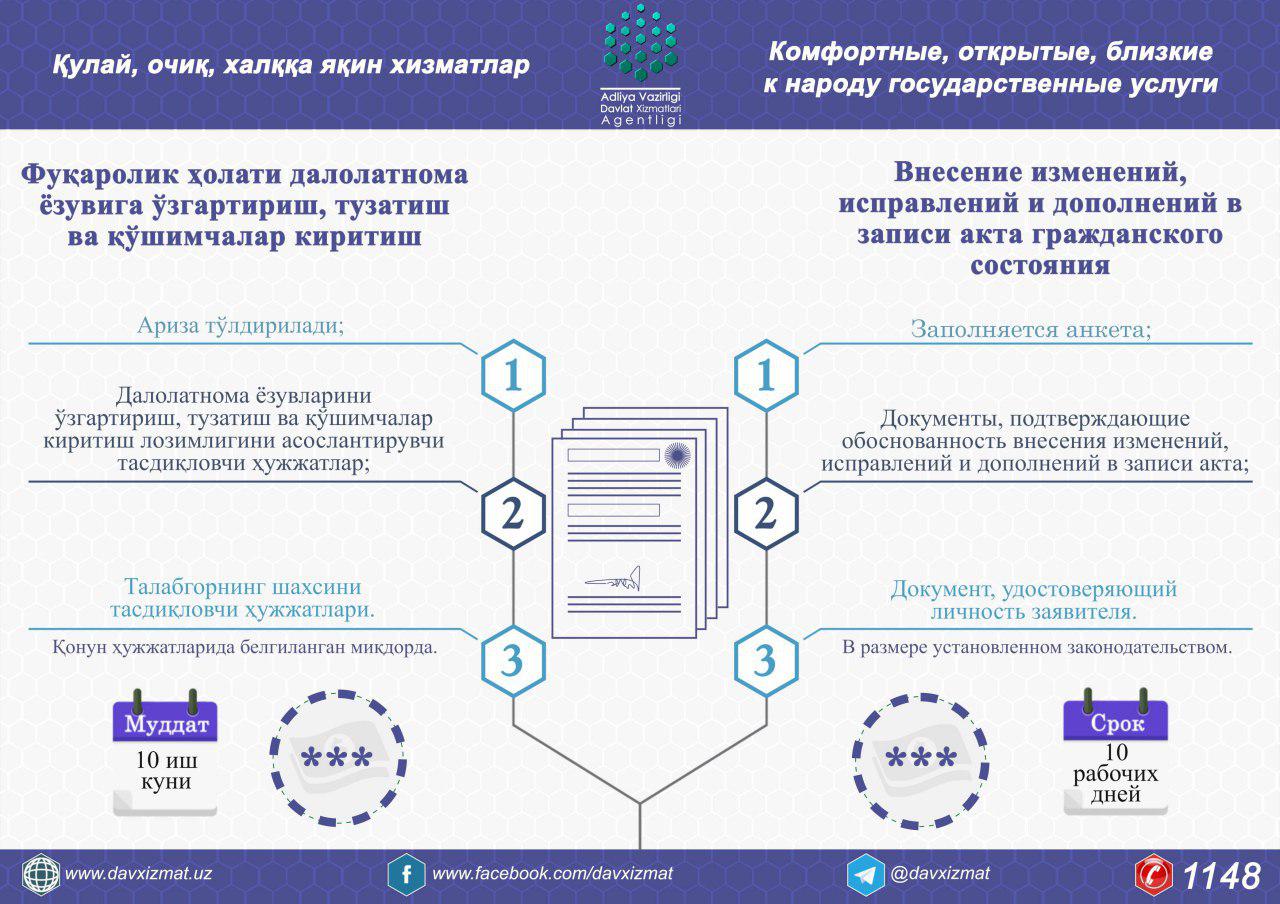 Қулай, очиқ, халққа яқин хизматлар
Adliya Vazirligi
Davlat Xizmatlari
Agentligi
Комфортные, открытые, близкие
к народу государственные услуги
Фуқаролик ҳолати далолатнома
ёзувига ўзгартириш, тузатиш
ва қўшимчалар киритиш
Ариза тўлдирилади;
1
Далолатнома ёзувларини
ўзгартириш, тузатиш ва қўшимчалар
киритиш лозимлигини асослантирувчи
тасдиқловчи ҳужжатлар;
2
Талабгорнинг шахсини
тасдиқловчи ҳужжатлари.
3
Қонун ҳужжатларида белгиланган миқдорда.
Муддат
10 иш
куни
***
Внесение изменений,
исправлений и дополнений в
записи акта гражданского
состояния
Заполняется анкета;
1
Документы, подтверждающие
обоснованность внесения изменений,
исправлений и дополнений в записи акта;
2
Документ, удостоверяющий
личность заявителя.
3
В размере установленном законодательством.
***
Срок
10
рабочих
дней
www.davxizmat.uz
www.facebook.com/davxizmat
@davxizmat
1148